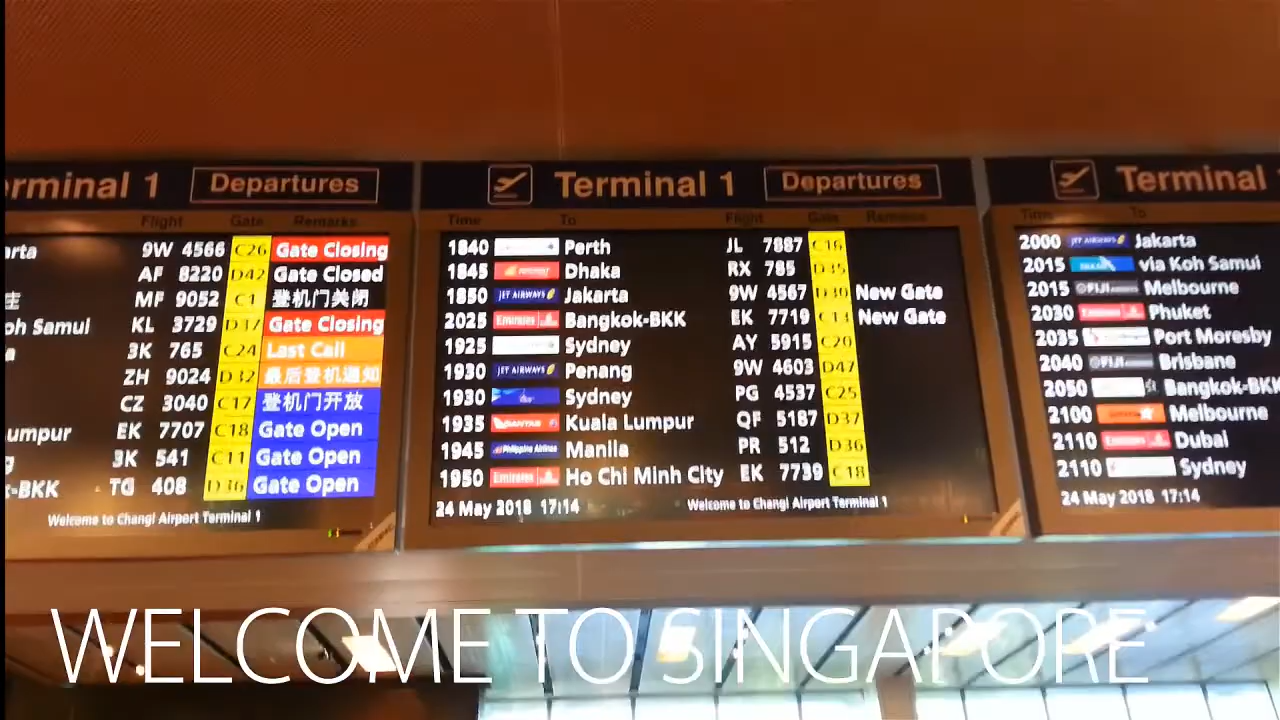 erminal 1 Departures
Flight Gate Remarks
arta 9W 4566 C26 Gate Closing
AF 8220 D42 Gate Closed
佳 MF 9052 C1 登机门关闭
oh Samui KL 3729 D37 Gate Closing
a 3K 765 C24 Last Call
ZH 9024 D32 最后登机通知
CZ 3040 C17 登机门开放
umpur EK 7707 C18 Gate Open
g 3K 541 C11 Gate Open
-BKK TG 408 D36 Gate Open
Welcome to Changi Airport Terminal 1
Terminal 1 Departures
Time To Flight Gate Remarks
1840 Perth JL 7887 C16
1845 Dhaka RX 785 D35
1850 JET AIRWAYS Jakarta 9W 4567 D30 New Gate
2025 Emirates Bangkok-BKK EK 7719 C13 New Gate
1925 Sydney AY 5915 C20
1930 JET AIRWAYS Penang 9W 4603 D47
1930 Sydney PG 4537 C25
1935 QANTAS Kuala Lumpur QF 5187 D37
1945 Philippine Airlines Manila PR 512 D36
1950 Emirates Ho Chi Minh City EK 7739 C18
24 May 2018 17:14 Welcome to Changi Airport Terminal 1
Terminal
Time To
2000 JET AIRWAYS Jakarta
2015 via Koh Samui
2015 FIJI Melbourne
2030 Emirates Phuket
2035 Port Moresby
2040 FIJI Brisbane
2050 Bangkok-BKK
2100 Melbourne
2110 Emirates Dubai
2110 Sydney
24 May 2018 17:14
WELCOME TO SINGAPORE